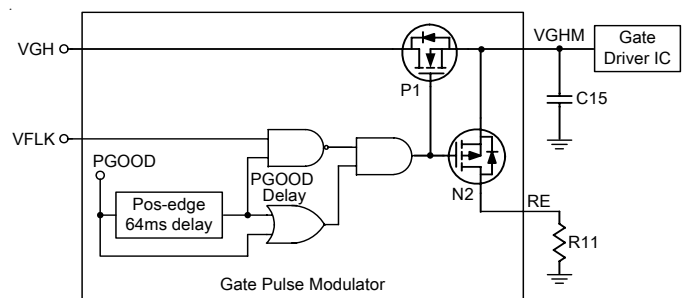 VGH
VGHM
Gate
Driver IC
P1
C15
VFLK
PGOOD
PGOOD
Delay
N2
Pos-edge
64ms delay
RE
R11
Gate Pulse Modulator